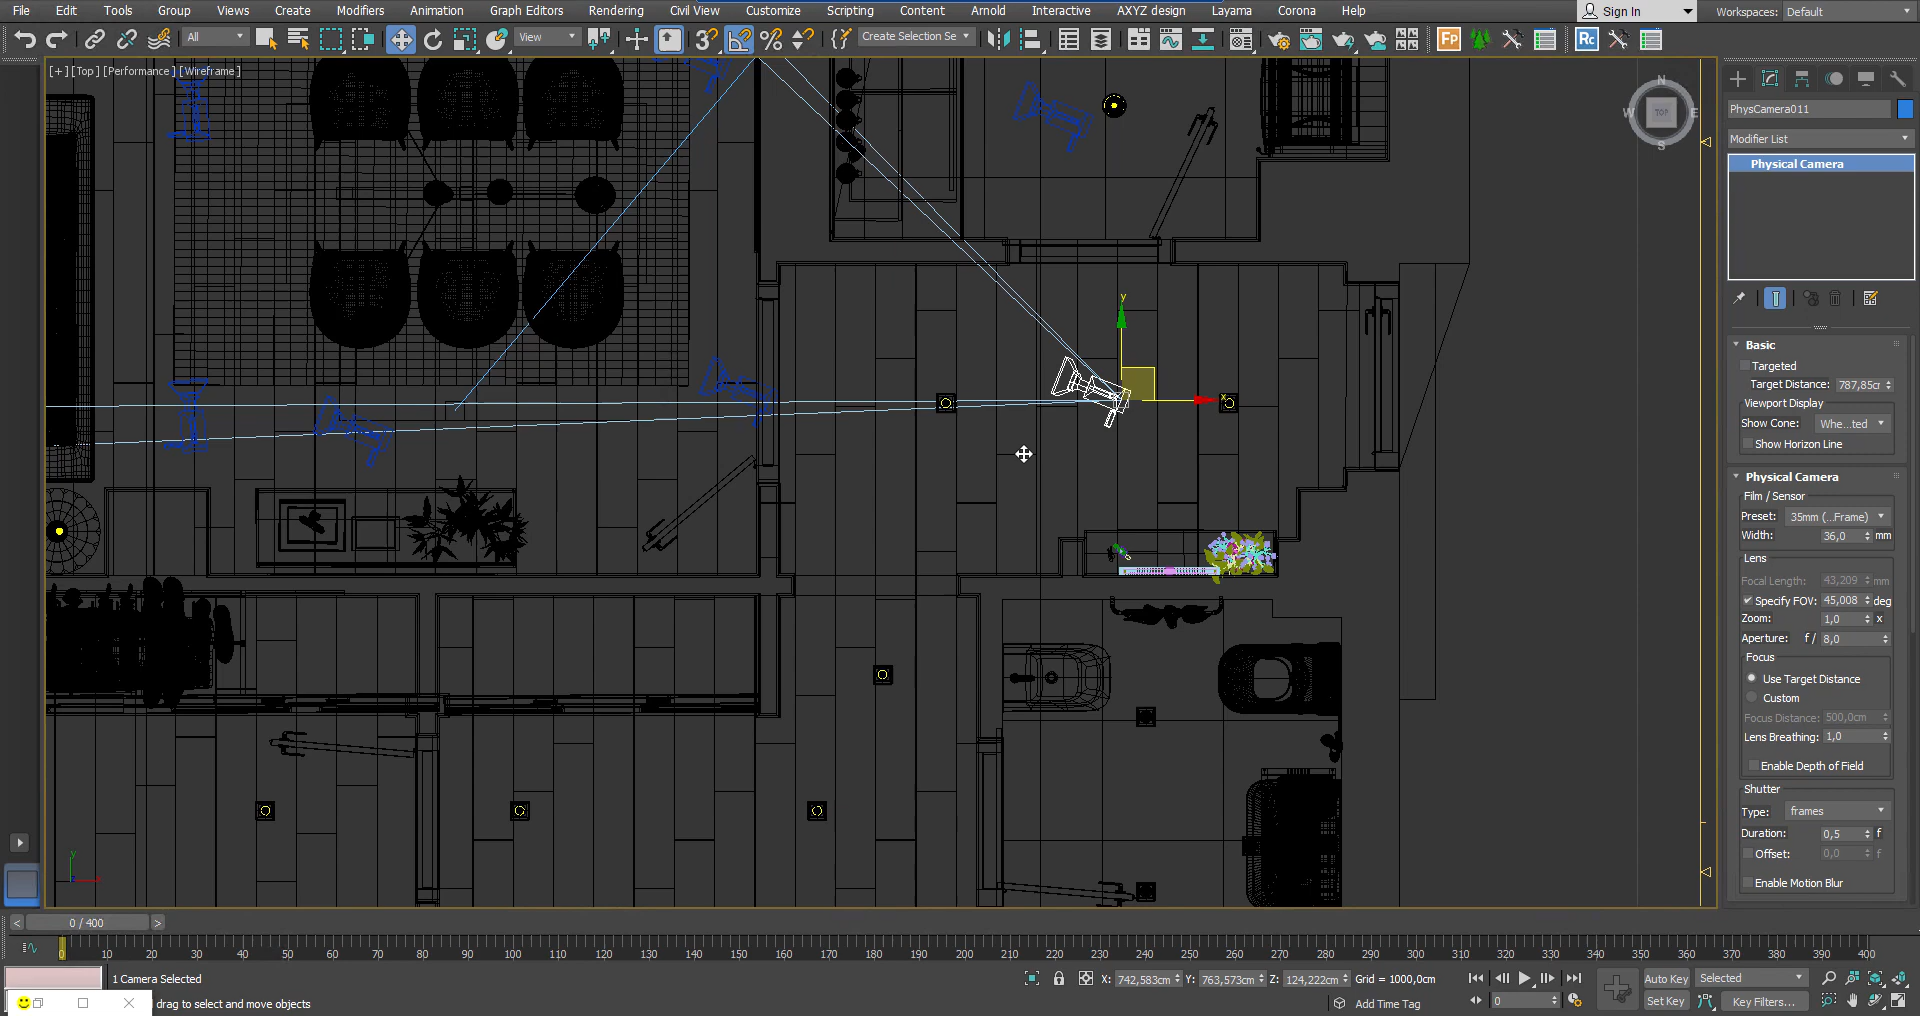 File Edit Tools Group Views Create Modifiers Animation Graph Editors Rendering Civil View Customize Scripting Content Arnold Interactive AXYZ design Layama Corona Help Sign In Workspaces: Default
All View Create Selection Se Fp Rc
[+] [Top] [Performance] [Wireframe]
N
W TOP E
S
PhysCamera011
Modifier List
Physical Camera
y
x
Basic
Targeted
Target Distance: 787,85cr
Viewport Display
Show Cone: Whe...ted
Show Horizon Line
Physical Camera
Film / Sensor
Preset: 35mm (...Frame)
Width: 36,0 mm
Lens
Focal Length: 43,209 mm
Specify FOV: 45,008 deg
Zoom: 1,0 x
Aperture: f / 8,0
Focus
Use Target Distance
Custom
Focus Distance: 500,0cm
Lens Breathing: 1,0
Enable Depth of Field
Shutter
Type: frames
Duration: 0,5 f
Offset: 0,0 f
Enable Motion Blur
y
0 / 400
0 10 20 30 40 50 60 70 80 90 100 110 120 130 140 150 160 170 180 190 200 210 220 230 240 250 260 270 280 290 300 310 320 330 340 350 360 370 380 390 400
1 Camera Selected X: 742,583cm Y: 763,573cm Z: 124,222cm Grid = 1000,0cm Auto Key Selected
drag to select and move objects Add Time Tag 0 Set Key Key Filters...